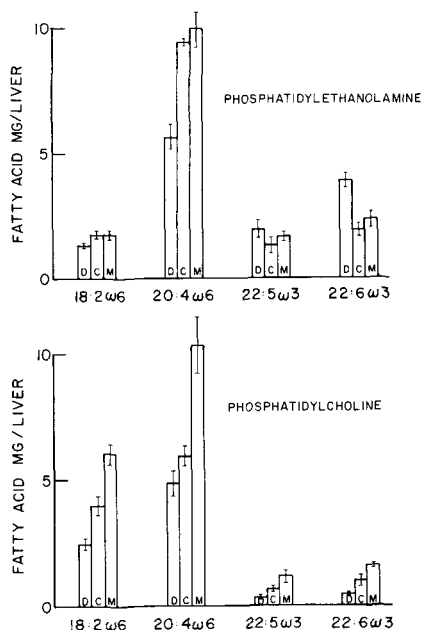 FATTY ACID MG/LIVER
10
5
0
PHOSPHATIDYLETHANOLAMINE
D C M
D C M
D C M
D C M
18:2ω6 20:4ω6 22:5ω3 22:6ω3
FATTY ACID MG/LIVER
10
5
0
PHOSPHATIDYLCHOLINE
D C M
D C M
D C M
D C M
18:2ω6 20:4ω6 22:5ω3 22:6ω3